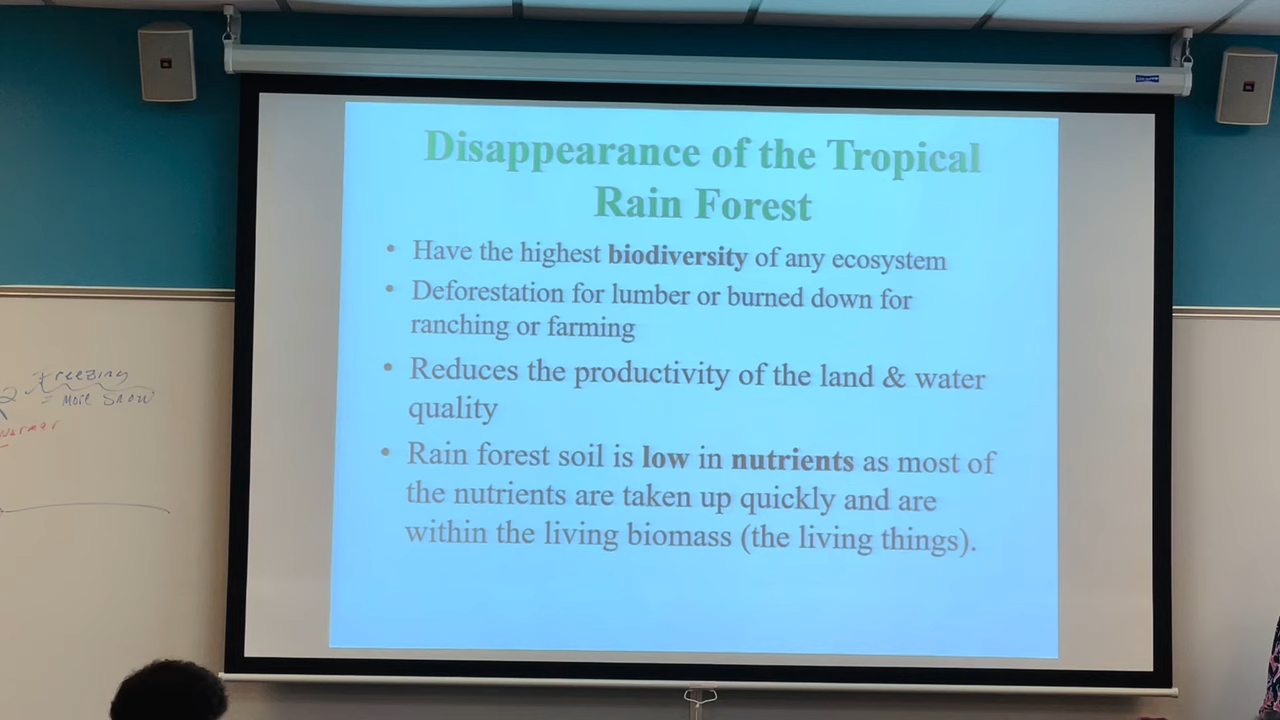 Disappearance of the Tropical
Rain Forest
• Have the highest biodiversity of any ecosystem
• Deforestation for lumber or burned down for
ranching or farming
• Reduces the productivity of the land & water
quality
• Rain forest soil is low in nutrients as most of
the nutrients are taken up quickly and are
within the living biomass (the living things).
Freezing
= More Snow
warmer